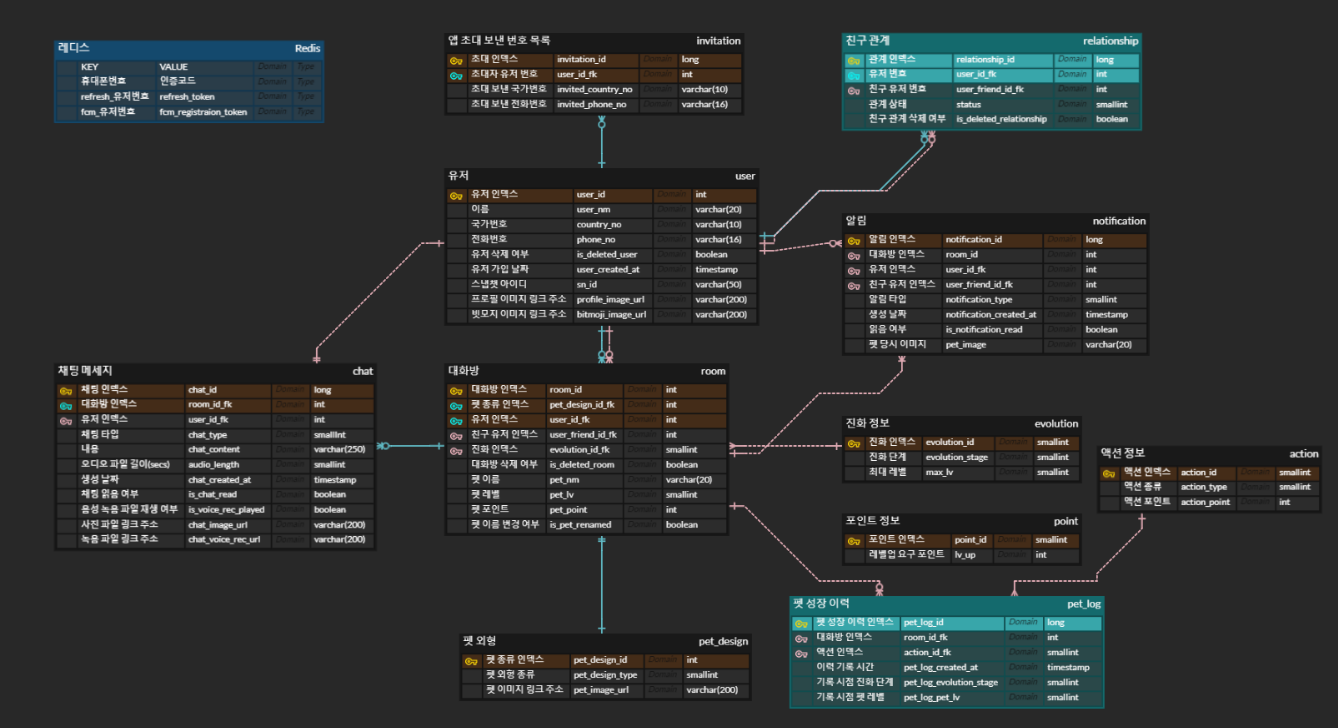 레디스 Redis
KEY VALUE Domain Type
휴대폰번호 인증코드 Domain Type
refresh_유저번호 refresh_token Domain Type
fcm_유저번호 fcm_registraion_token Domain Type
앱 초대 보낸 번호 목록 invitation
초대 인덱스 invitation_id Domain long
초대자 유저 번호 user_id_fk Domain int
초대 보낸 국가번호 invited_country_no Domain varchar(10)
초대 보낸 전화번호 invited_phone_no Domain varchar(16)
친구 관계 relationship
관계 인덱스 relationship_id Domain long
유저 번호 user_id_fk Domain int
친구 유저 번호 user_friend_id_fk Domain int
관계 상태 status Domain smallint
친구 관계 삭제 여부 is_deleted_relationship Domain boolean
유저 user
유저 인덱스 user_id Domain int
이름 user_nm Domain varchar(20)
국가번호 country_no Domain varchar(10)
전화번호 phone_no Domain varchar(16)
유저 삭제 여부 is_deleted_user Domain boolean
유저 가입 날짜 user_created_at Domain timestamp
스냅챗 아이디 sn_id Domain varchar(50)
프로필 이미지 링크 주소 profile_image_url Domain varchar(200)
빗모지 이미지 링크 주소 bitmoji_image_url Domain varchar(200)
알림 notification
알림 인덱스 notification_id Domain long
대화방 인덱스 room_id Domain int
유저 인덱스 user_id_fk Domain int
친구 유저 인덱스 user_friend_id_fk Domain int
알림 타입 notification_type Domain smallint
생성 날짜 notification_created_at Domain timestamp
읽음 여부 is_notification_read Domain boolean
펫 당시 이미지 pet_image Domain varchar(20)
채팅 메세지 chat
채팅 인덱스 chat_id Domain long
대화방 인덱스 room_id_fk Domain int
유저 인덱스 user_id_fk Domain int
채팅 타입 chat_type Domain smallint
내용 chat_content Domain varchar(250)
오디오 파일 길이(secs) audio_length Domain smallint
생성 날짜 chat_created_at Domain timestamp
채팅 읽음 여부 is_chat_read Domain boolean
음성 녹음 파일 재생 여부 is_voice_rec_played Domain boolean
사진 파일 링크 주소 chat_image_url Domain varchar(200)
녹음 파일 링크 주소 chat_voice_rec_url Domain varchar(200)
대화방 room
대화방 인덱스 room_id Domain int
펫 종류 인덱스 pet_design_id_fk Domain int
유저 인덱스 user_id_fk Domain int
친구 유저 인덱스 user_friend_id_fk Domain int
진화 인덱스 evolution_id_fk Domain smallint
대화방 삭제 여부 is_deleted_room Domain boolean
펫 이름 pet_nm Domain varchar(20)
펫 레벨 pet_lv Domain smallint
펫 포인트 pet_point Domain int
펫 이름 변경 여부 is_pet_renamed Domain boolean
진화 정보 evolution
진화 인덱스 evolution_id Domain smallint
진화 단계 evolution_stage Domain smallint
최대 레벨 max_lv Domain smallint
액션 정보 action
액션 인덱스 action_id Domain smallint
액션 종류 action_type Domain smallint
액션 포인트 action_point Domain int
포인트 정보 point
포인트 인덱스 point_id Domain smallint
레벨업 요구 포인트 lv_up Domain int
펫 성장 이력 pet_log
펫 성장 이력 인덱스 pet_log_id Domain long
대화방 인덱스 room_id_fk Domain int
액션 인덱스 action_id_fk Domain smallint
이력 기록 시간 pet_log_created_at Domain timestamp
기록 시점 진화 단계 pet_log_evolution_stage Domain smallint
기록 시점 펫 레벨 pet_log_pet_lv Domain smallint
펫 외형 pet_design
펫 종류 인덱스 pet_design_id Domain int
펫 외형 종류 pet_design_type Domain smallint
펫 이미지 링크 주소 pet_image_url Domain varchar(200)